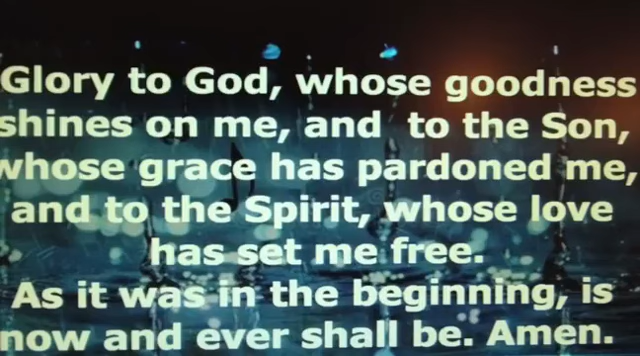 Glory to God, whose goodness
shines on me, and to the Son,
whose grace has pardoned me,
and to the Spirit, whose love
has set me free.
As it was in the beginning, is
now and ever shall be. Amen.